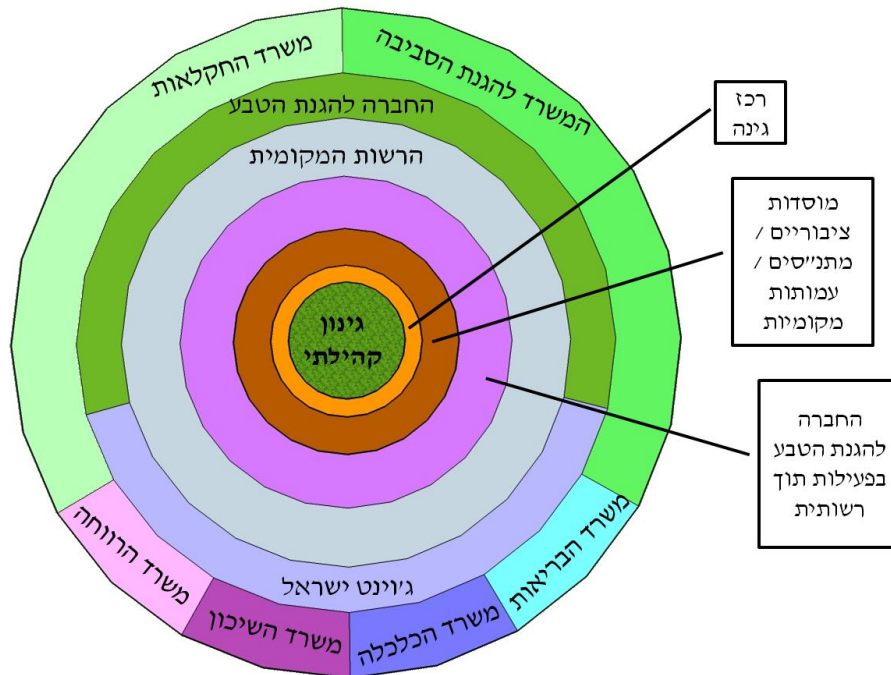 משרד החקלאות
המשרד להגנת הסביבה
החברה להגנת הטבע
הרשות המקומית
גינון
קהילתי
ג'וינט ישראל
משרד הרווחה
משרד השיכון
משרד הכלכלה
משרד הבריאות
רכז
גינה
מוסדות
ציבוריים /
מתנ"סים /
עמותות
מקומיות
החברה
להגנת הטבע
בפעילות תוך
רשותית